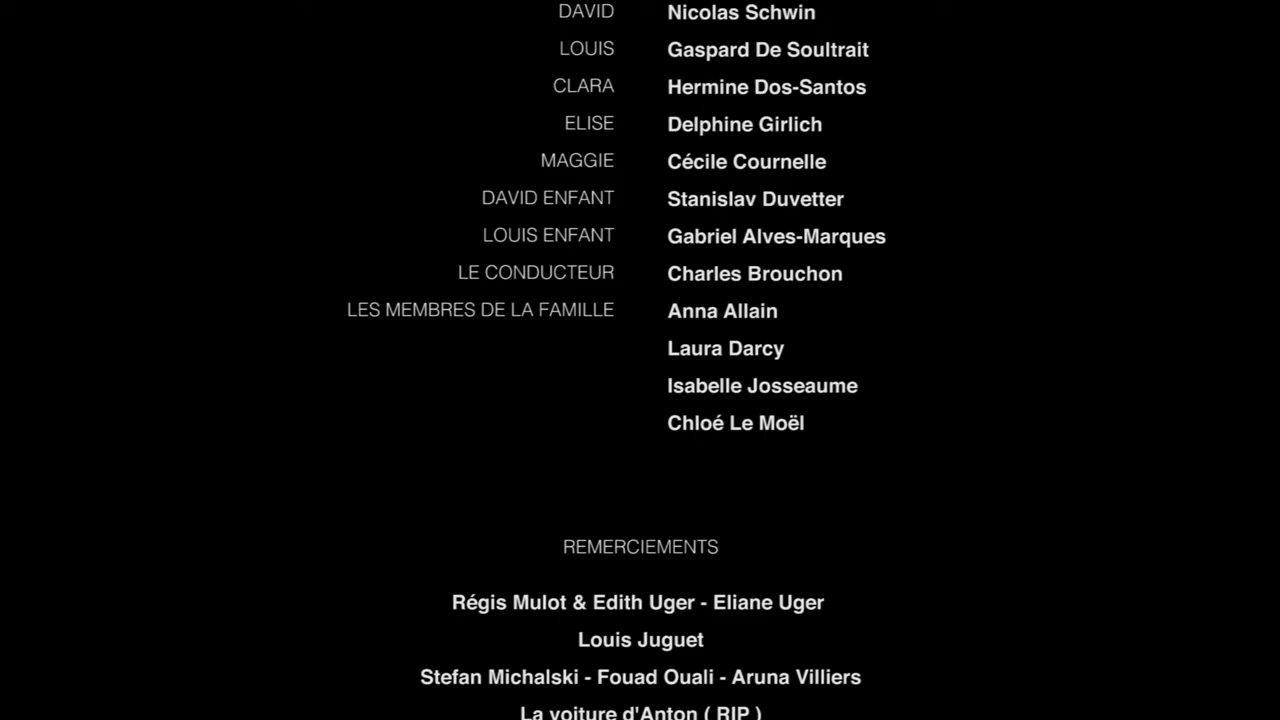 DAVID Nicolas Schwin
LOUIS Gaspard De Soultrait
CLARA Hermine Dos-Santos
ELISE Delphine Girlich
MAGGIE Cécile Cournelle
DAVID ENFANT Stanislav Duvetter
LOUIS ENFANT Gabriel Alves-Marques
LE CONDUCTEUR Charles Brouchon
LES MEMBRES DE LA FAMILLE Anna Allain
Laura Darcy
Isabelle Josseaume
Chloé Le Moël
REMERCIEMENTS
Régis Mulot & Edith Uger - Eliane Uger
Louis Juguet
Stefan Michalski - Fouad Ouali - Aruna Villiers
La voiture d'Anton ( RIP )